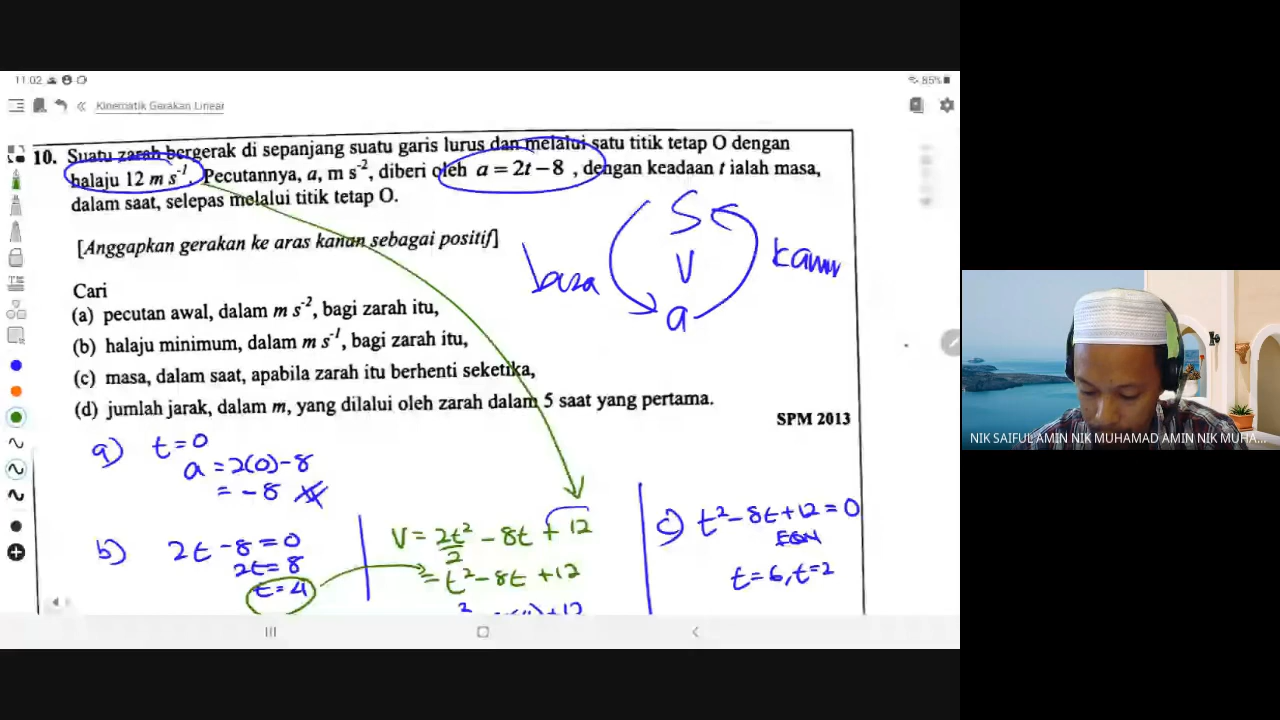 11:02
85%
Kinematik Gerakan Linear
10. Suatu zarah bergerak di sepanjang suatu garis lurus dan melalui satu titik tetap O dengan
halaju 12 m s⁻¹. Pecutannya, a, m s⁻², diberi oleh a = 2t − 8 , dengan keadaan t ialah masa,
dalam saat, selepas melalui titik tetap O.
[Anggapkan gerakan ke aras kanan sebagai positif]
S
V
a
Cari
(a) pecutan awal, dalam m s⁻², bagi zarah itu,
(b) halaju minimum, dalam m s⁻¹, bagi zarah itu,
(c) masa, dalam saat, apabila zarah itu berhenti seketika,
(d) jumlah jarak, dalam m, yang dilalui oleh zarah dalam 5 saat yang pertama.
SPM 2013
a) t = 0
a = 2(0) - 8
= -8
b) 2t - 8 = 0
2t = 8
t = 4
V = 2t²/2 - 8t + 12
= t² - 8t + 12
c) t² - 8t + 12 = 0
EQN
t = 6, t = 2
NIK SAIFUL AMIN NIK MUHAMAD AMIN NIK MUHA...